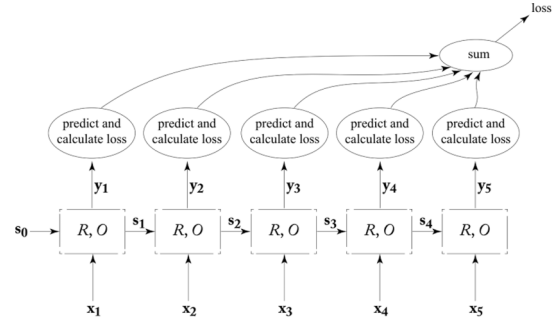 loss
sum
predict and
calculate loss
predict and
calculate loss
predict and
calculate loss
predict and
calculate loss
predict and
calculate loss
y1 y2 y3 y4 y5
s0 R, O s1 R, O s2 R, O s3 R, O s4 R, O
x1 x2 x3 x4 x5